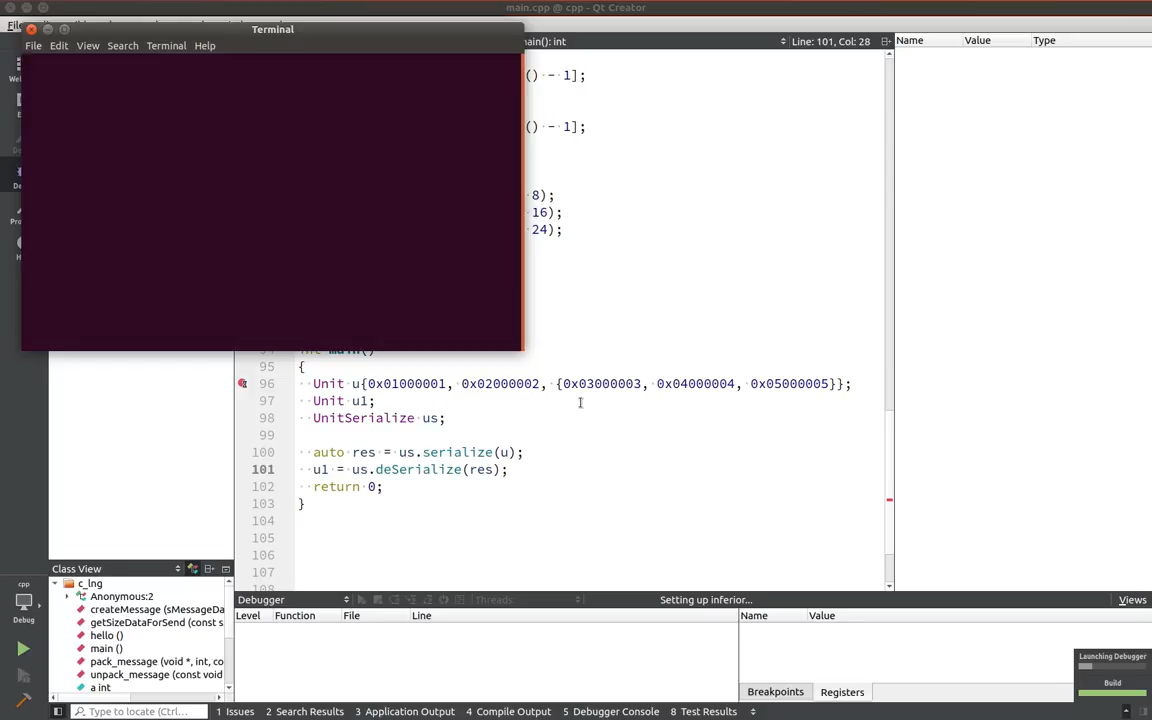 main.cpp @ cpp - Qt Creator
Terminal
File Edit View Search Terminal Help
main(): int
Line: 101, Col: 28
Name Value Type
() - 1];
() - 1];
8);
16);
24);
95 {
96 Unit u{0x01000001, 0x02000002, {0x03000003, 0x04000004, 0x05000005}};
97 Unit u1;
98 UnitSerialize us;
99
100 auto res = us.serialize(u);
101 u1 = us.deSerialize(res);
102 return 0;
103 }
104
105
106
107
108
Class View
c_lng
Anonymous:2
createMessage (sMessageDa
getSizeDataForSend (const s
hello ()
main ()
pack_message (void *, int, co
unpack_message (const void
a int
cpp
Debug
Debugger
Threads:
Setting up inferior...
Views
Level Function File Line
Name Value
Breakpoints Registers
Launching Debugger
Build
Type to locate (Ctrl...
1 Issues 2 Search Results 3 Application Output 4 Compile Output 5 Debugger Console 8 Test Results